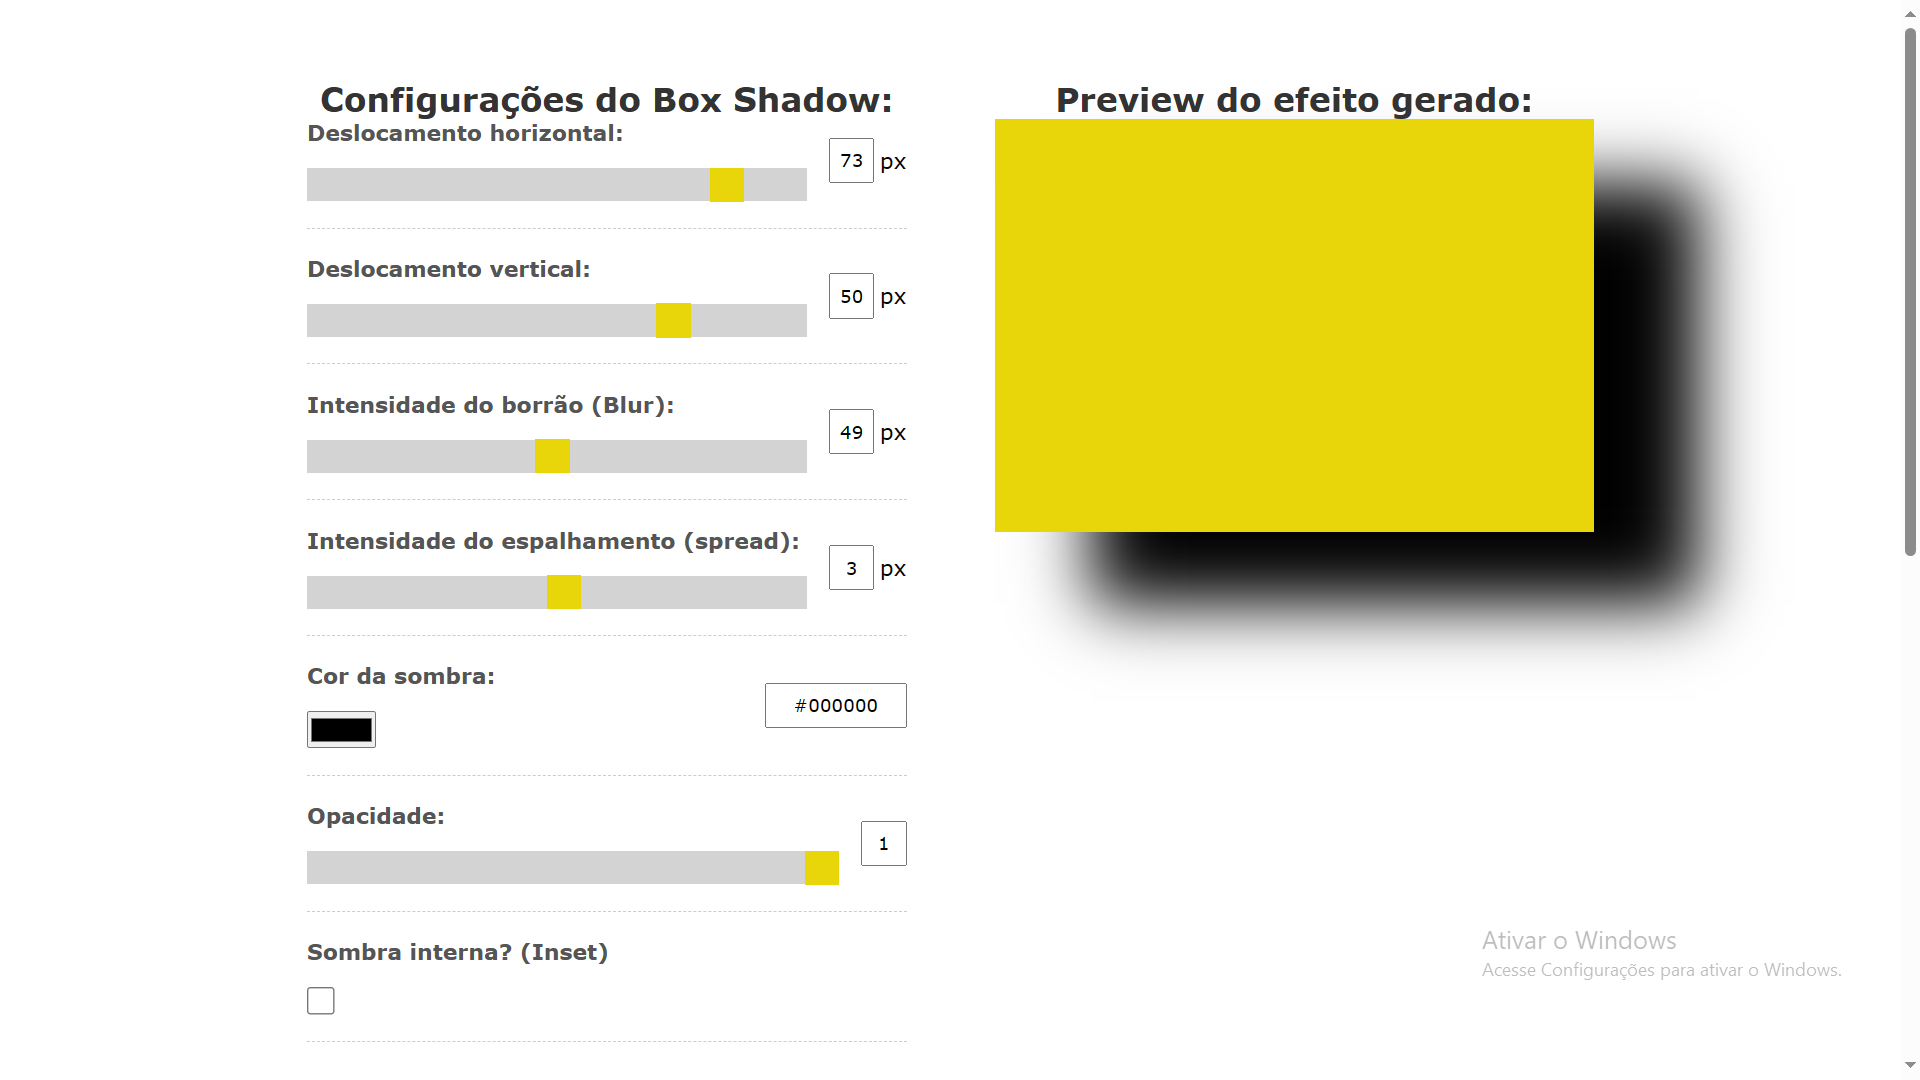 Configurações do Box Shadow:
Deslocamento horizontal:
73 px
Deslocamento vertical:
50 px
Intensidade do borrão (Blur):
49 px
Intensidade do espalhamento (spread):
3 px
Cor da sombra:
#000000
Opacidade:
1
Sombra interna? (Inset)
Preview do efeito gerado:
Ativar o Windows
Acesse Configurações para ativar o Windows.